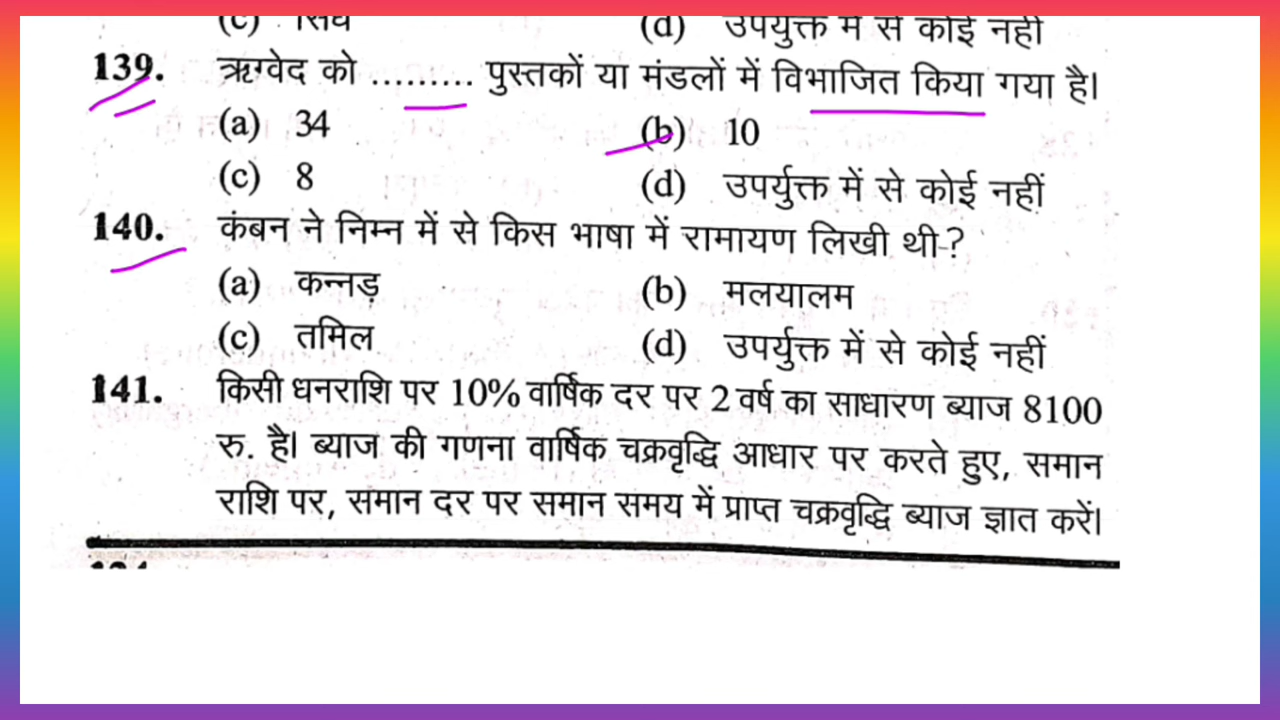 (c) सिंध (d) उपर्युक्त में से कोई नहीं
139. ऋग्वेद को ......... पुस्तकों या मंडलों में विभाजित किया गया है।
(a) 34 (b) 10
(c) 8 (d) उपर्युक्त में से कोई नहीं
140. कंबन ने निम्न में से किस भाषा में रामायण लिखी थी-?
(a) कन्नड़ (b) मलयालम
(c) तमिल (d) उपर्युक्त में से कोई नहीं
141. किसी धनराशि पर 10% वार्षिक दर पर 2 वर्ष का साधारण ब्याज 8100
रु. है। ब्याज की गणना वार्षिक चक्रवृद्धि आधार पर करते हुए, समान
राशि पर, समान दर पर समान समय में प्राप्त चक्रवृद्धि ब्याज ज्ञात करें।